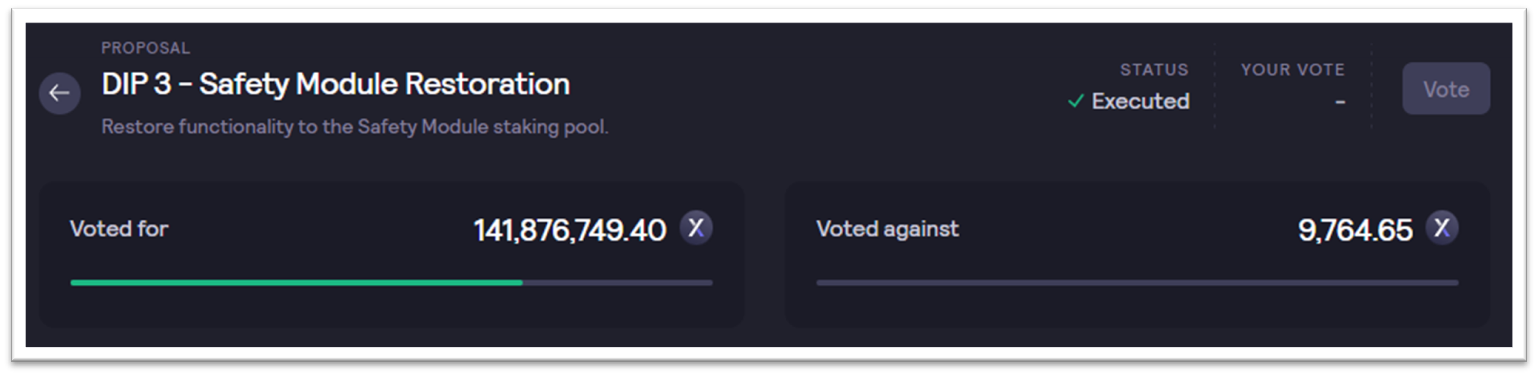 PROPOSAL
DIP 3 – Safety Module Restoration
Restore functionality to the Safety Module staking pool.
STATUS
Executed
YOUR VOTE
–
Vote
Voted for
141,876,749.40
Voted against
9,764.65